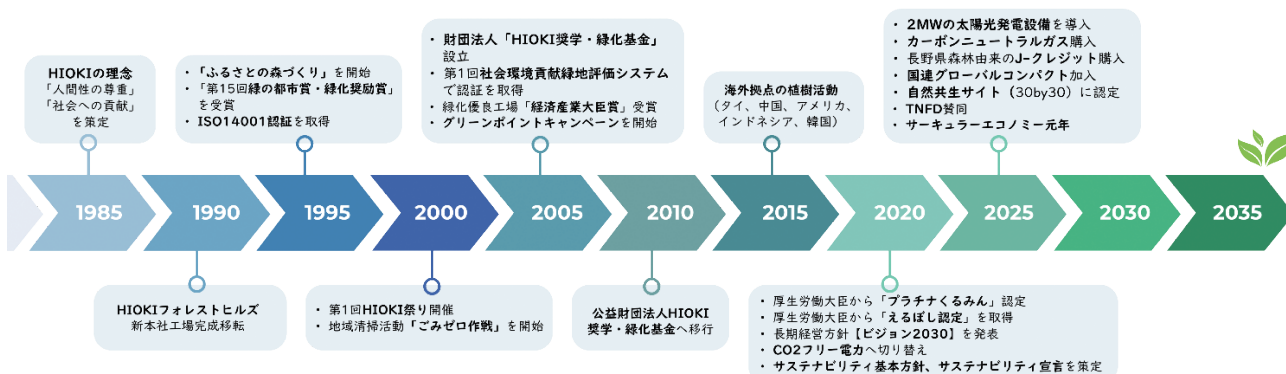 HIOKIの理念
「人間性の尊重」
「社会への貢献」
を策定
・「ふるさとの森づくり」を開始
・「第15回緑の都市賞・緑化奨励賞」
を受賞
・ISO14001認証を取得
・財団法人「HIOKI奨学・緑化基金」
設立
・第1回社会環境貢献緑地評価システム
で認証を取得
・緑化優良工場「経済産業大臣賞」受賞
・グリーンポイントキャンペーンを開始
海外拠点の植樹活動
（タイ、中国、アメリカ、
インドネシア、韓国）
・2MWの太陽光発電設備を導入
・カーボンニュートラルガス購入
・長野県森林由来のJ-クレジット購入
・国連グローバルコンパクト加入
・自然共生サイト（30by30）に認定
・TNFD賛同
・サーキュラーエコノミー元年
1985
1990
1995
2000
2005
2010
2015
2020
2025
2030
2035
HIOKIフォレストヒルズ
新本社工場完成移転
・第1回HIOKI祭り開催
・地域清掃活動「ごみゼロ作戦」を開始
公益財団法人HIOKI
奨学・緑化基金へ移行
・厚生労働大臣から「プラチナくるみん」認定
・厚生労働大臣から「えるぼし認定」を取得
・長期経営方針【ビジョン2030】を発表
・CO2フリー電力へ切り替え
・サステナビリティ基本方針、サステナビリティ宣言を策定